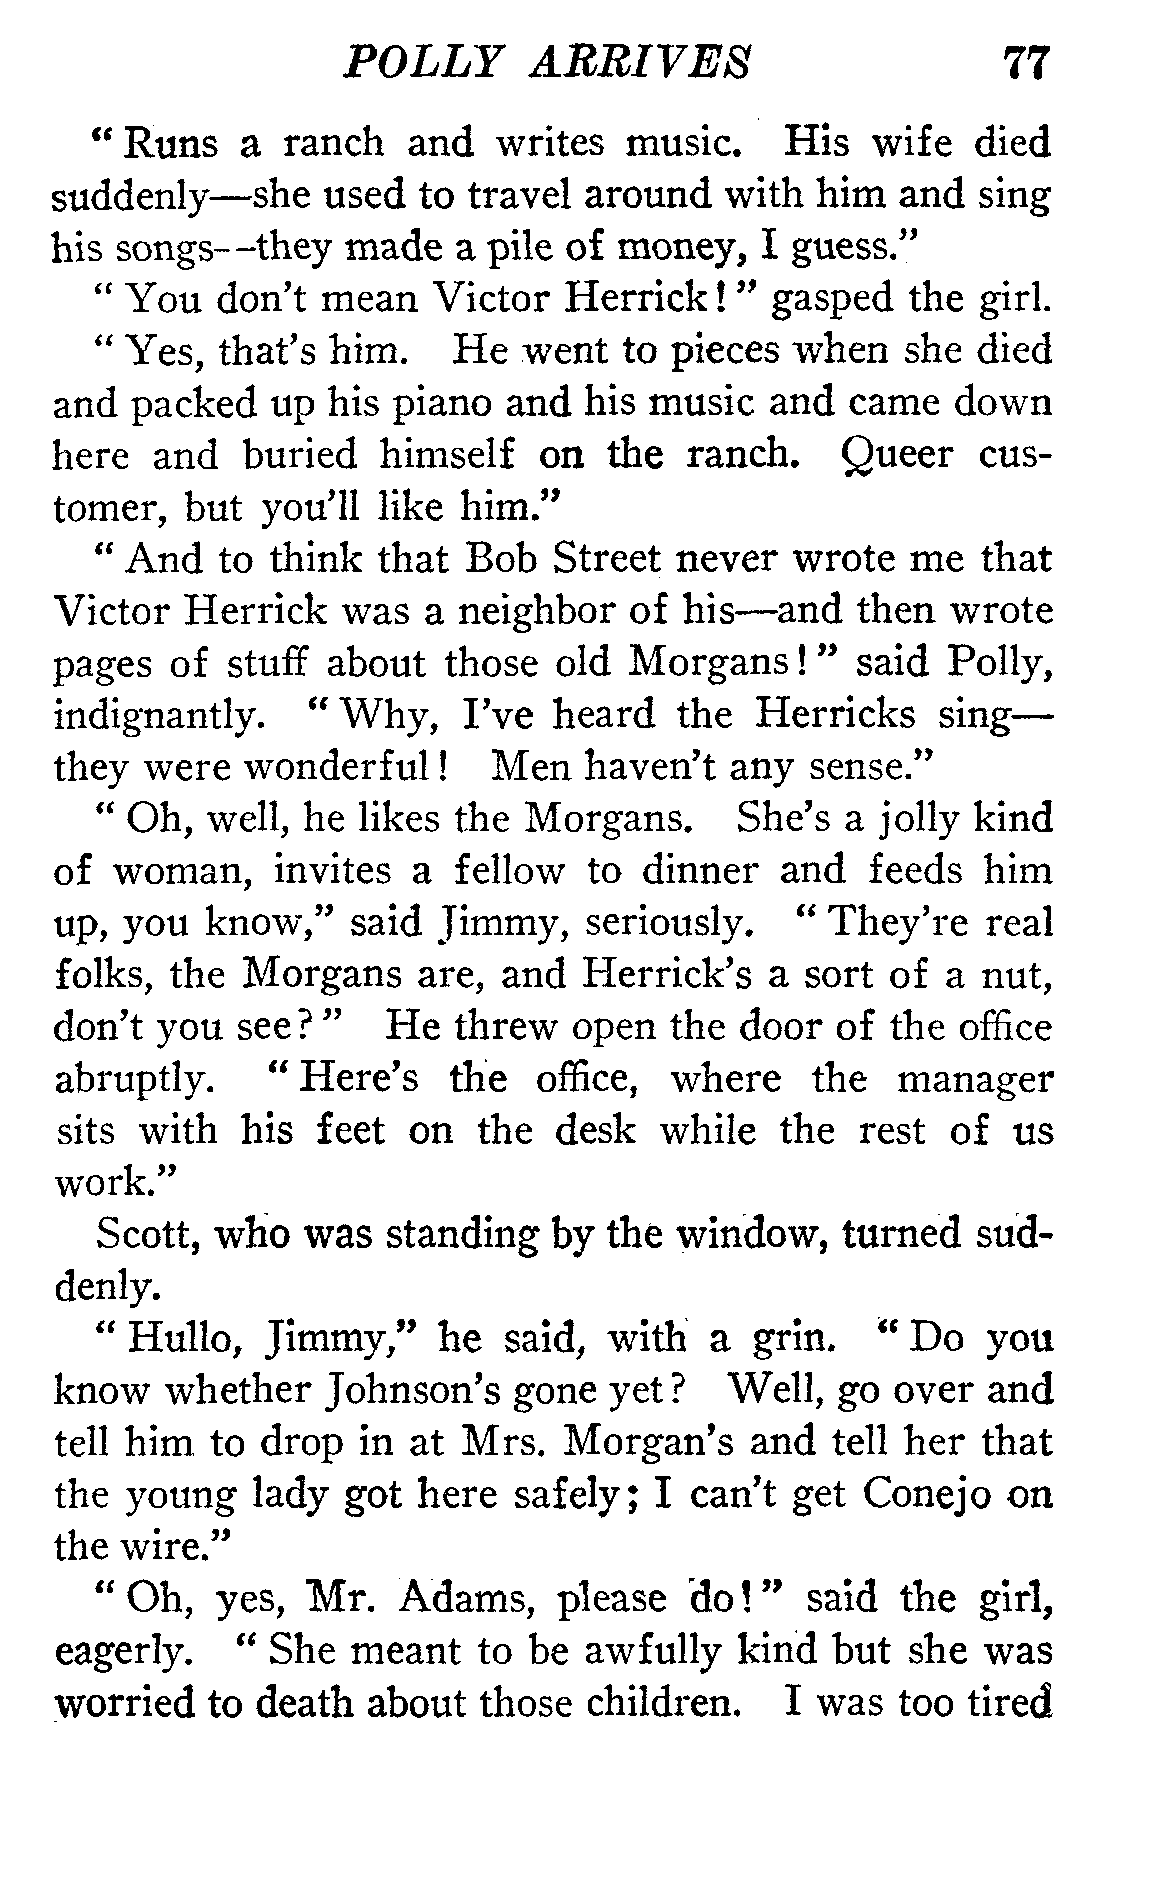 POLLY ARRIVES 77
" Runs a ranch and writes music. His wife died
suddenly—she used to travel around with him and sing
his songs--they made a pile of money, I guess."
" You don't mean Victor Herrick! " gasped the girl.
" Yes, that's him. He went to pieces when she died
and packed up his piano and his music and came down
here and buried himself on the ranch. Queer cus-
tomer, but you'll like him."
" And to think that Bob Street never wrote me that
Victor Herrick was a neighbor of his—and then wrote
pages of stuff about those old Morgans! " said Polly,
indignantly. " Why, I've heard the Herricks sing—
they were wonderful! Men haven't any sense."
" Oh, well, he likes the Morgans. She's a jolly kind
of woman, invites a fellow to dinner and feeds him
up, you know," said Jimmy, seriously. " They're real
folks, the Morgans are, and Herrick's a sort of a nut,
don't you see? " He threw open the door of the office
abruptly. " Here's the office, where the manager
sits with his feet on the desk while the rest of us
work."
Scott, who was standing by the window, turned sud-
denly.
" Hullo, Jimmy," he said, with a grin. " Do you
know whether Johnson's gone yet? Well, go over and
tell him to drop in at Mrs. Morgan's and tell her that
the young lady got here safely; I can't get Conejo on
the wire."
" Oh, yes, Mr. Adams, please do! " said the girl,
eagerly. " She meant to be awfully kind but she was
worried to death about those children. I was too tired